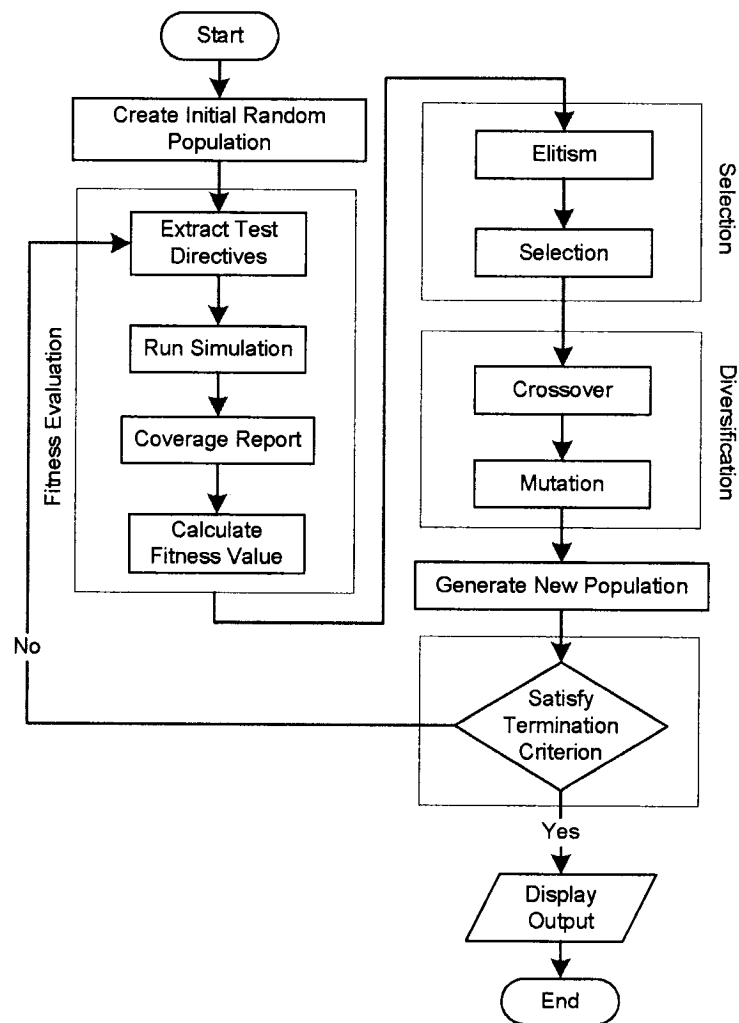 Start
Create Initial Random
Population
Extract Test
Directives
Run Simulation
Coverage Report
Calculate
Fitness Value
Fitness Evaluation
No
Elitism
Selection
Selection
Crossover
Mutation
Diversification
Generate New Population
Satisfy
Termination
Criterion
Yes
Display
Output
End